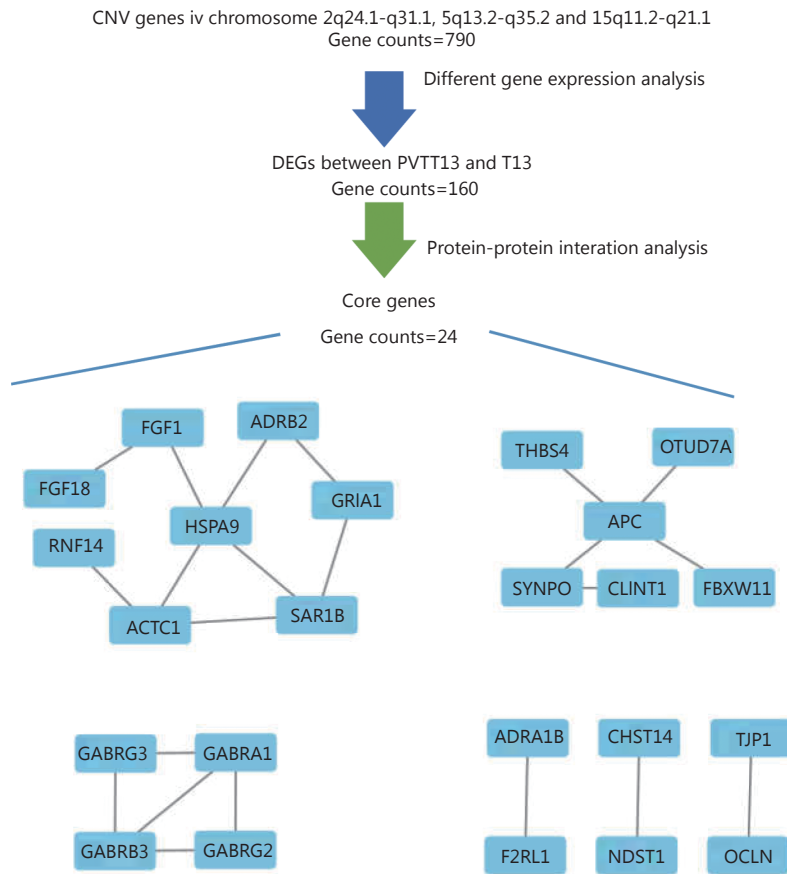 CNV genes iv chromosome 2q24.1-q31.1, 5q13.2-q35.2 and 15q11.2-q21.1
Gene counts=790
Different gene expression analysis
DEGs between PVTT13 and T13
Gene counts=160
Protein-protein interation analysis
Core genes
Gene counts=24
FGF1
ADRB2
FGF18
GRIA1
HSPA9
RNF14
ACTC1
SAR1B
THBS4
OTUD7A
APC
SYNPO
CLINT1
FBXW11
GABRG3
GABRA1
GABRB3
GABRG2
ADRA1B
CHST14
TJP1
F2RL1
NDST1
OCLN